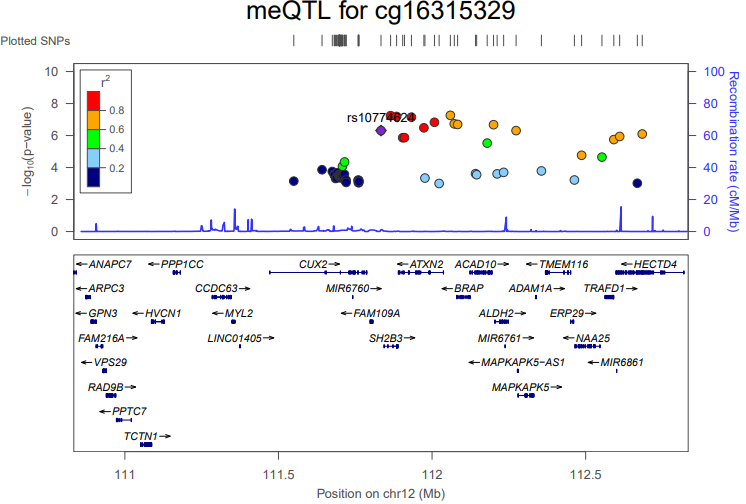 meQTL for cg16315329
Plotted SNPs
10
8
6
4
2
0
−log10(p−value)
r2
0.8
0.6
0.4
0.2
100
80
60
40
20
0
Recombination rate (cM/Mb)
←ANAPC7 ←PPP1CC CUX2→ ←ATXN2 ACAD10→ ←TMEM116 ←HECTD4
←ARPC3 CCDC63→ MIR6760→ ←BRAP ADAM1A→ TRAFD1→
←GPN3 ←HVCN1 ←MYL2 ←FAM109A ALDH2→ ERP29→
FAM216A→ LINC01405→ SH2B3→ MIR6761→ ←NAA25
←VPS29 ←MAPKAPK5−AS1 ←MIR6861
RAD9B→ MAPKAPK5→
←PPTC7
TCTN1→
111
111.5
112
112.5
Position on chr12 (Mb)